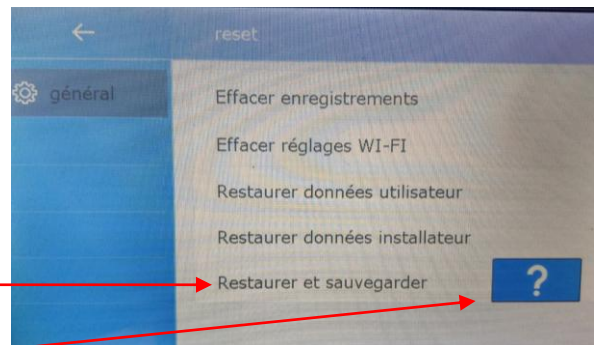 reset
général
Effacer enregistrements
Effacer réglages WI-FI
Restaurer données utilisateur
Restaurer données installateur
Restaurer et sauvegarder
?